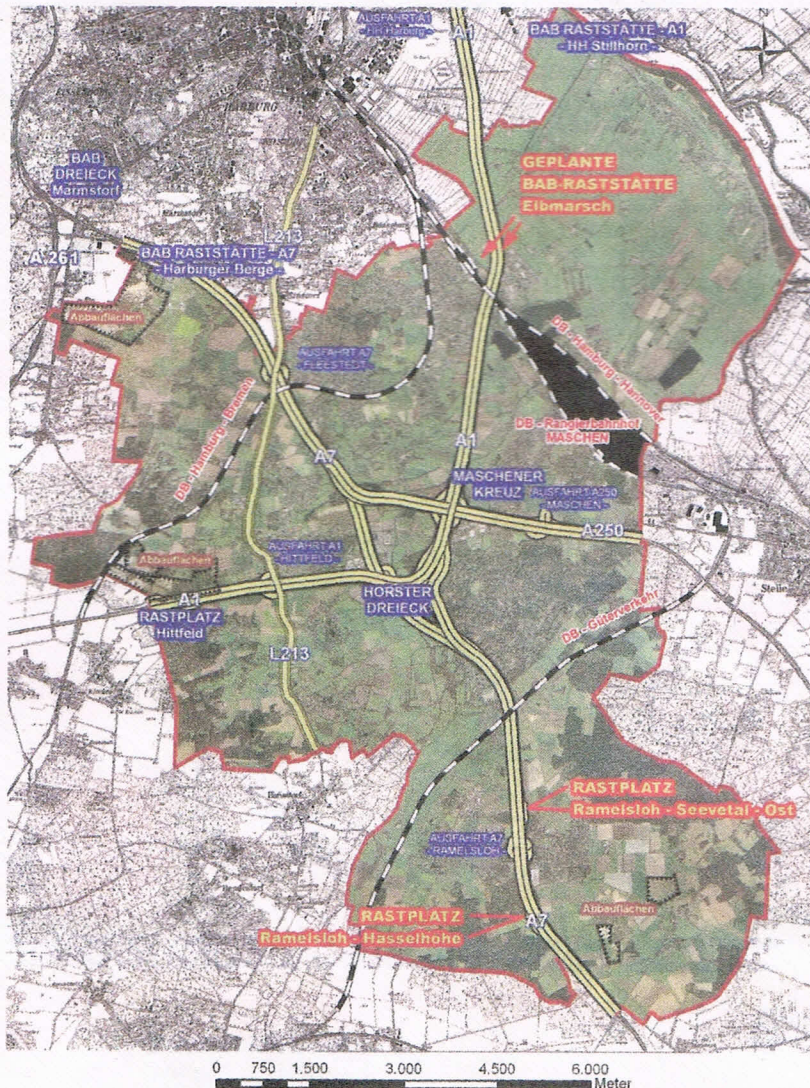 AUSFAHRT A1
- HH Harburg -
A1
BAB RASTSTÄTTE - A1
- HH Stillhorn -
HARBURG
BAB
DREIECK
Marmstorf
GEPLANTE
BAB-RASTSTÄTTE
Elbmarsch
L213
A 261
BAB RASTSTÄTTE - A7
- Harburger Berge -
Abbauflächen
AUSFAHRT A7
- FLEESTEDT -
DB - Hamburg - Hannover
DB - Hamburg - Bremen
DB - Rangierbahnhof
MASCHEN
A7
A1
MASCHENER
KREUZ
AUSFAHRT A250
- MASCHEN -
A250
AUSFAHRT A1
- HITTFELD -
Abbauflächen
A1
RASTPLATZ
Hittfeld
HORSTER
DREIECK
DB - Güterverkehr
Stelle
L213
RASTPLATZ
Ramelsloh - Seevetal - Ost
AUSFAHRT A7
- RAMELSLOH -
Abbauflächen
RASTPLATZ
Ramelsloh - Hasselhöhe
A7
0 750 1.500 3.000 4.500 6.000
Meter